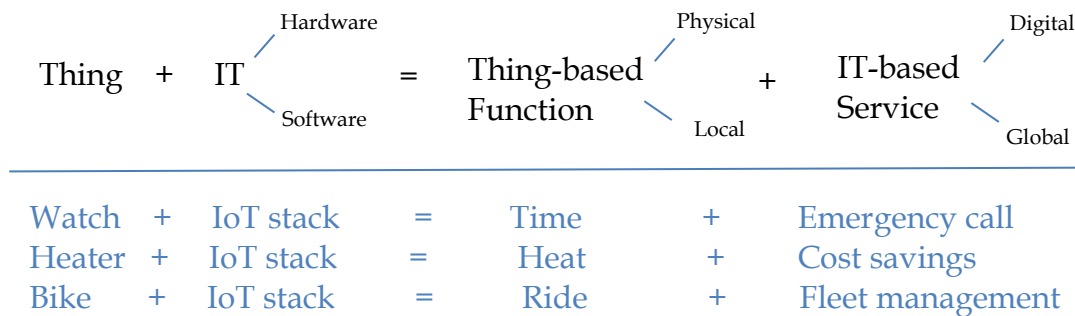 Hardware Physical Digital
Thing + IT = Thing-based + IT-based
Function Service
Software Local Global
Watch + IoT stack = Time + Emergency call
Heater + IoT stack = Heat + Cost savings
Bike + IoT stack = Ride + Fleet management